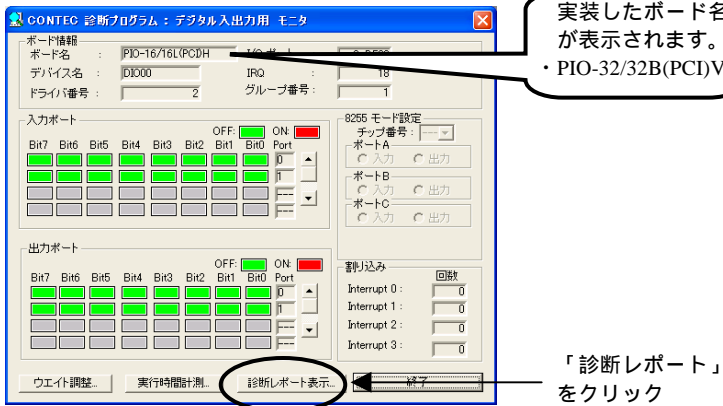 CONTEC 診断プログラム : デジタル入出力用 モニタ
ボード情報
ボード名 : PIO-16/16L(PCI)H
デバイス名 : DIO00 IRQ : 18
ドライバ番号 : 2 グループ番号 : 1
入力ポート
OFF: ON:
Bit7 Bit6 Bit5 Bit4 Bit3 Bit2 Bit1 Bit0 Port
0
1
---
---
8255 モード設定
チップ番号 : ---
ポートA
入力 出力
ポートB
入力 出力
ポートC
入力 出力
出力ポート
OFF: ON:
Bit7 Bit6 Bit5 Bit4 Bit3 Bit2 Bit1 Bit0 Port
0
1
---
---
割り込み
回数
Interrupt 0 : 0
Interrupt 1 : 0
Interrupt 2 : 0
Interrupt 3 : 0
ウエイト調整... 実行時間計測... 診断レポート表示... 終了
実装したボード名
が表示されます。
・PIO-32/32B(PCI)V
「診断レポート」
をクリック